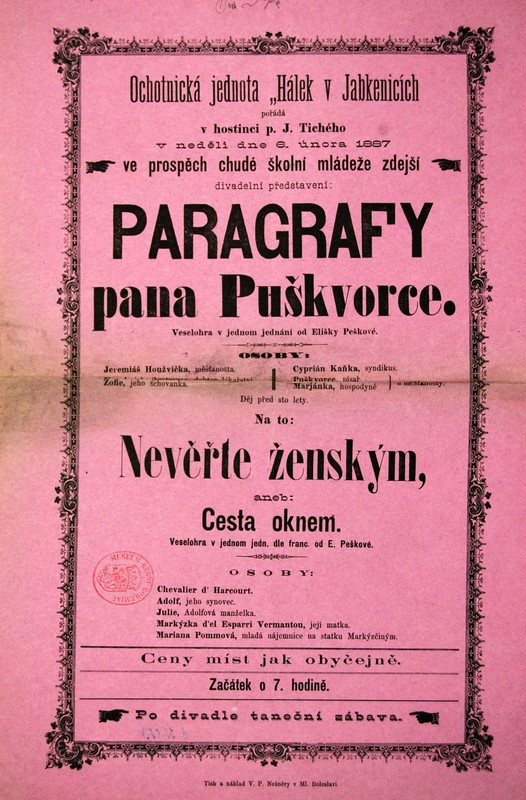 Ochotnická jednota „Hálek v Jabkenicích
pořádá
v hostinci p. J. Tichého
v neděli dne 6. února 1887
ve prospěch chudé školní mládeže zdejší
divadelní představení:
PARAGRAFY
pana Puškvorce.
Veselohra v jednom jednání od Elišky Peškové.
OSOBY:
Jeremiáš Houžvička, měšťanosta.
Žofie, jeho schovanka.
Cyprián Kaňka, syndikus.
Puškvorec, písař
Marjánka, hospodyně } u měšťanosty.
Děj před sto lety.
Na to:
Nevěřte ženským,
aneb:
Cesta oknem.
Veselohra v jednom jedn. dle franc. od E. Peškové.
OSOBY:
Chevalier d' Harcourt.
Adolf, jeho synovec.
Julie, Adolfová manželka.
Markýzka d'el Esparri Vermantou, její matka.
Mariana Pommová, mladá nájemnice na statku Markýzčiným.
Ceny míst jak obyčejně.
Začátek o 7. hodině.
Po divadle taneční zábava.
Tisk a náklad V. P. Nešněry v Ml. Boleslavi.